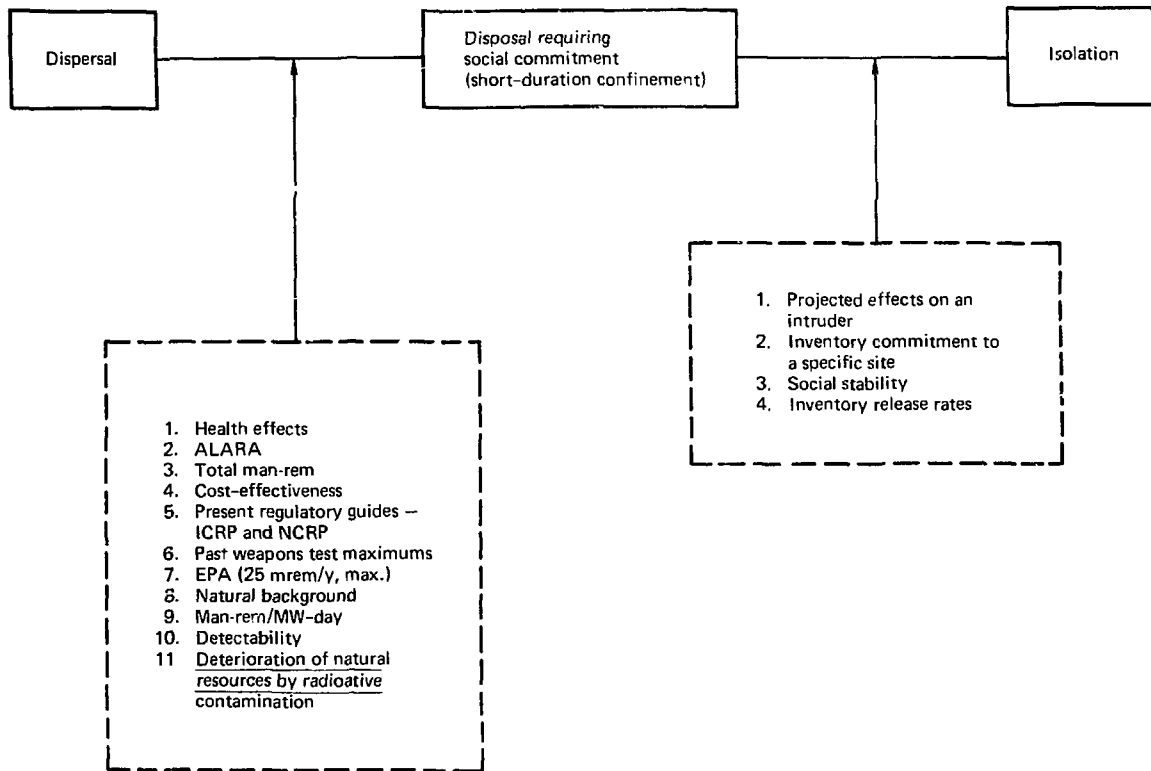 Dispersal
Disposal requiring
social commitment
(short-duration confinement)
Isolation
1. Projected effects on an
intruder
2. Inventory commitment to
a specific site
3. Social stability
4. Inventory release rates
1. Health effects
2. ALARA
3. Total man-rem
4. Cost-effectiveness
5. Present regulatory guides —
ICRP and NCRP
6. Past weapons test maximums
7. EPA (25 mrem/y, max.)
8. Natural background
9. Man-rem/MW-day
10. Detectability
11 Deterioration of natural
resources by radioative
contamination